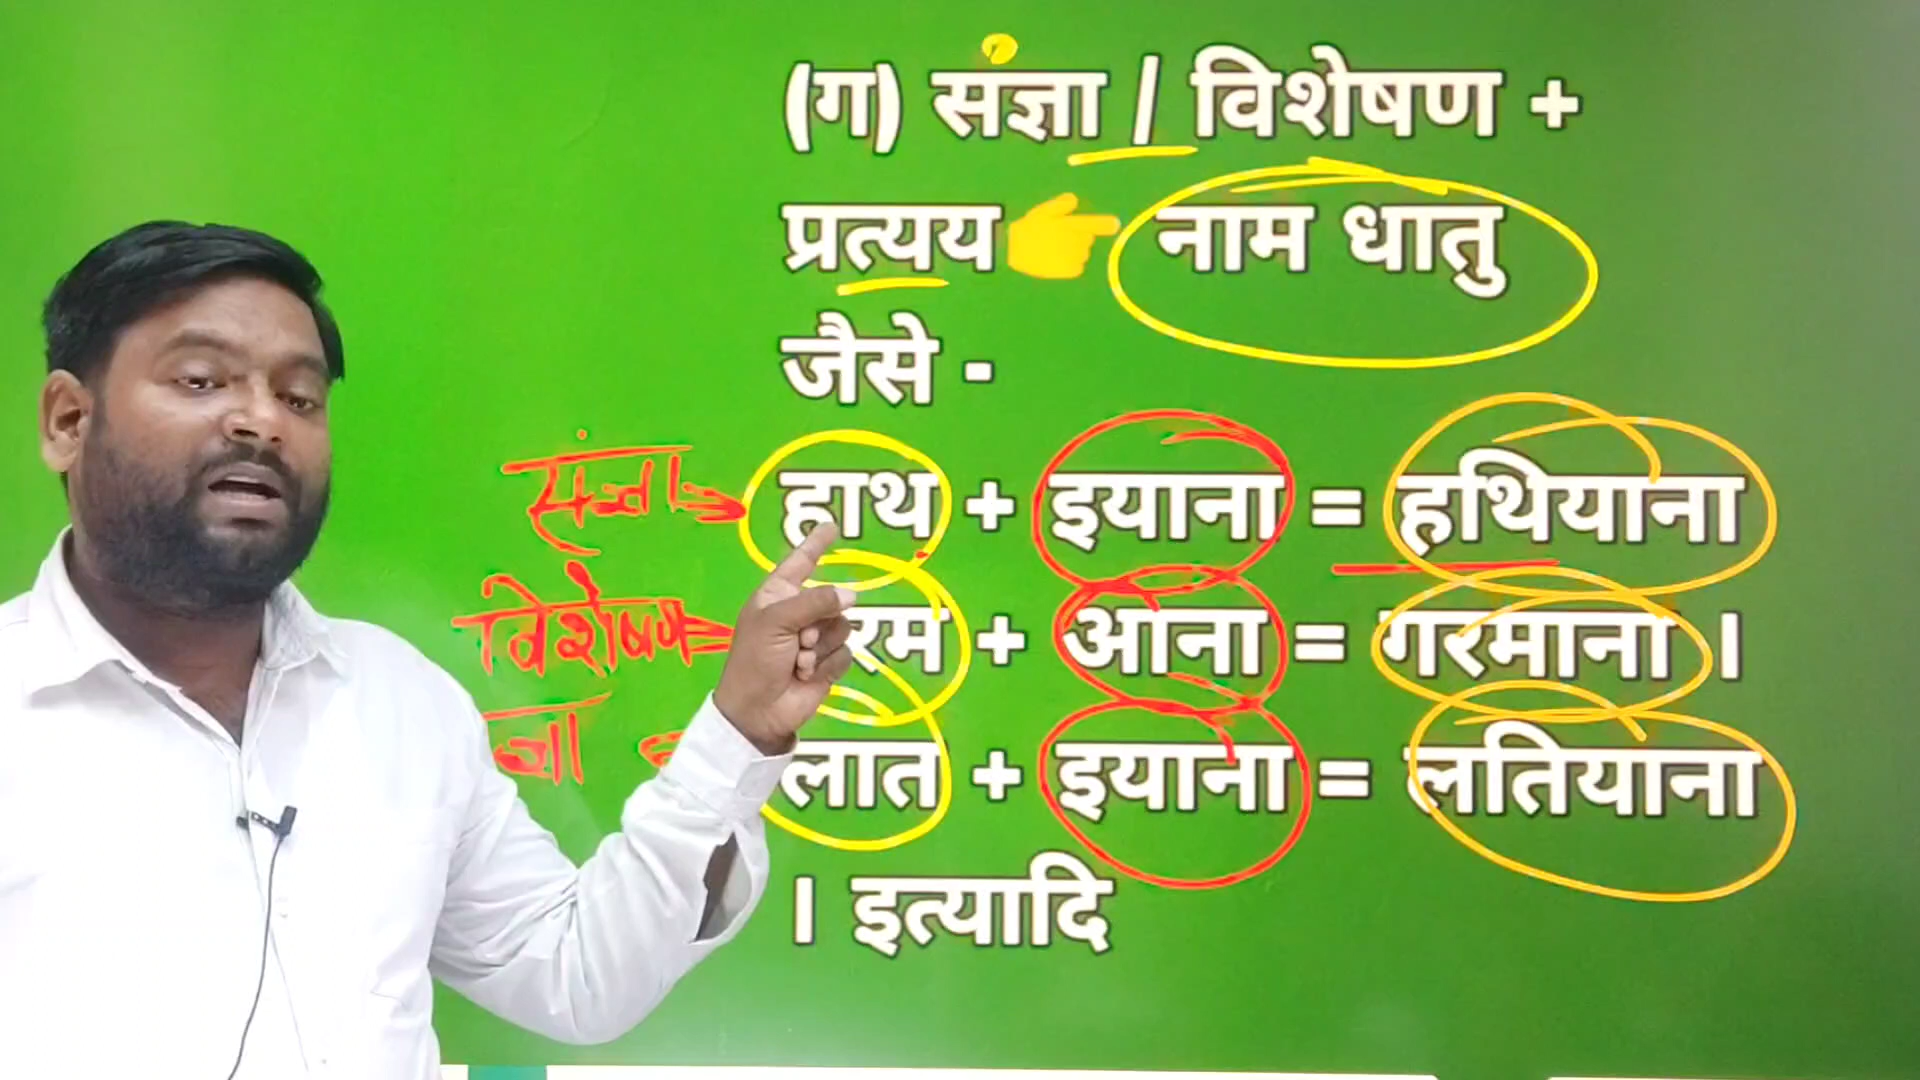 (ग) संज्ञा / विशेषण +
प्रत्यय 👉 नाम धातु
जैसे -
संज्ञा → हाथ + इयाना = हथियाना
विशेषण → रम + आना = गरमाना ।
ज्ञा लात + इयाना = लतियाना
। इत्यादि